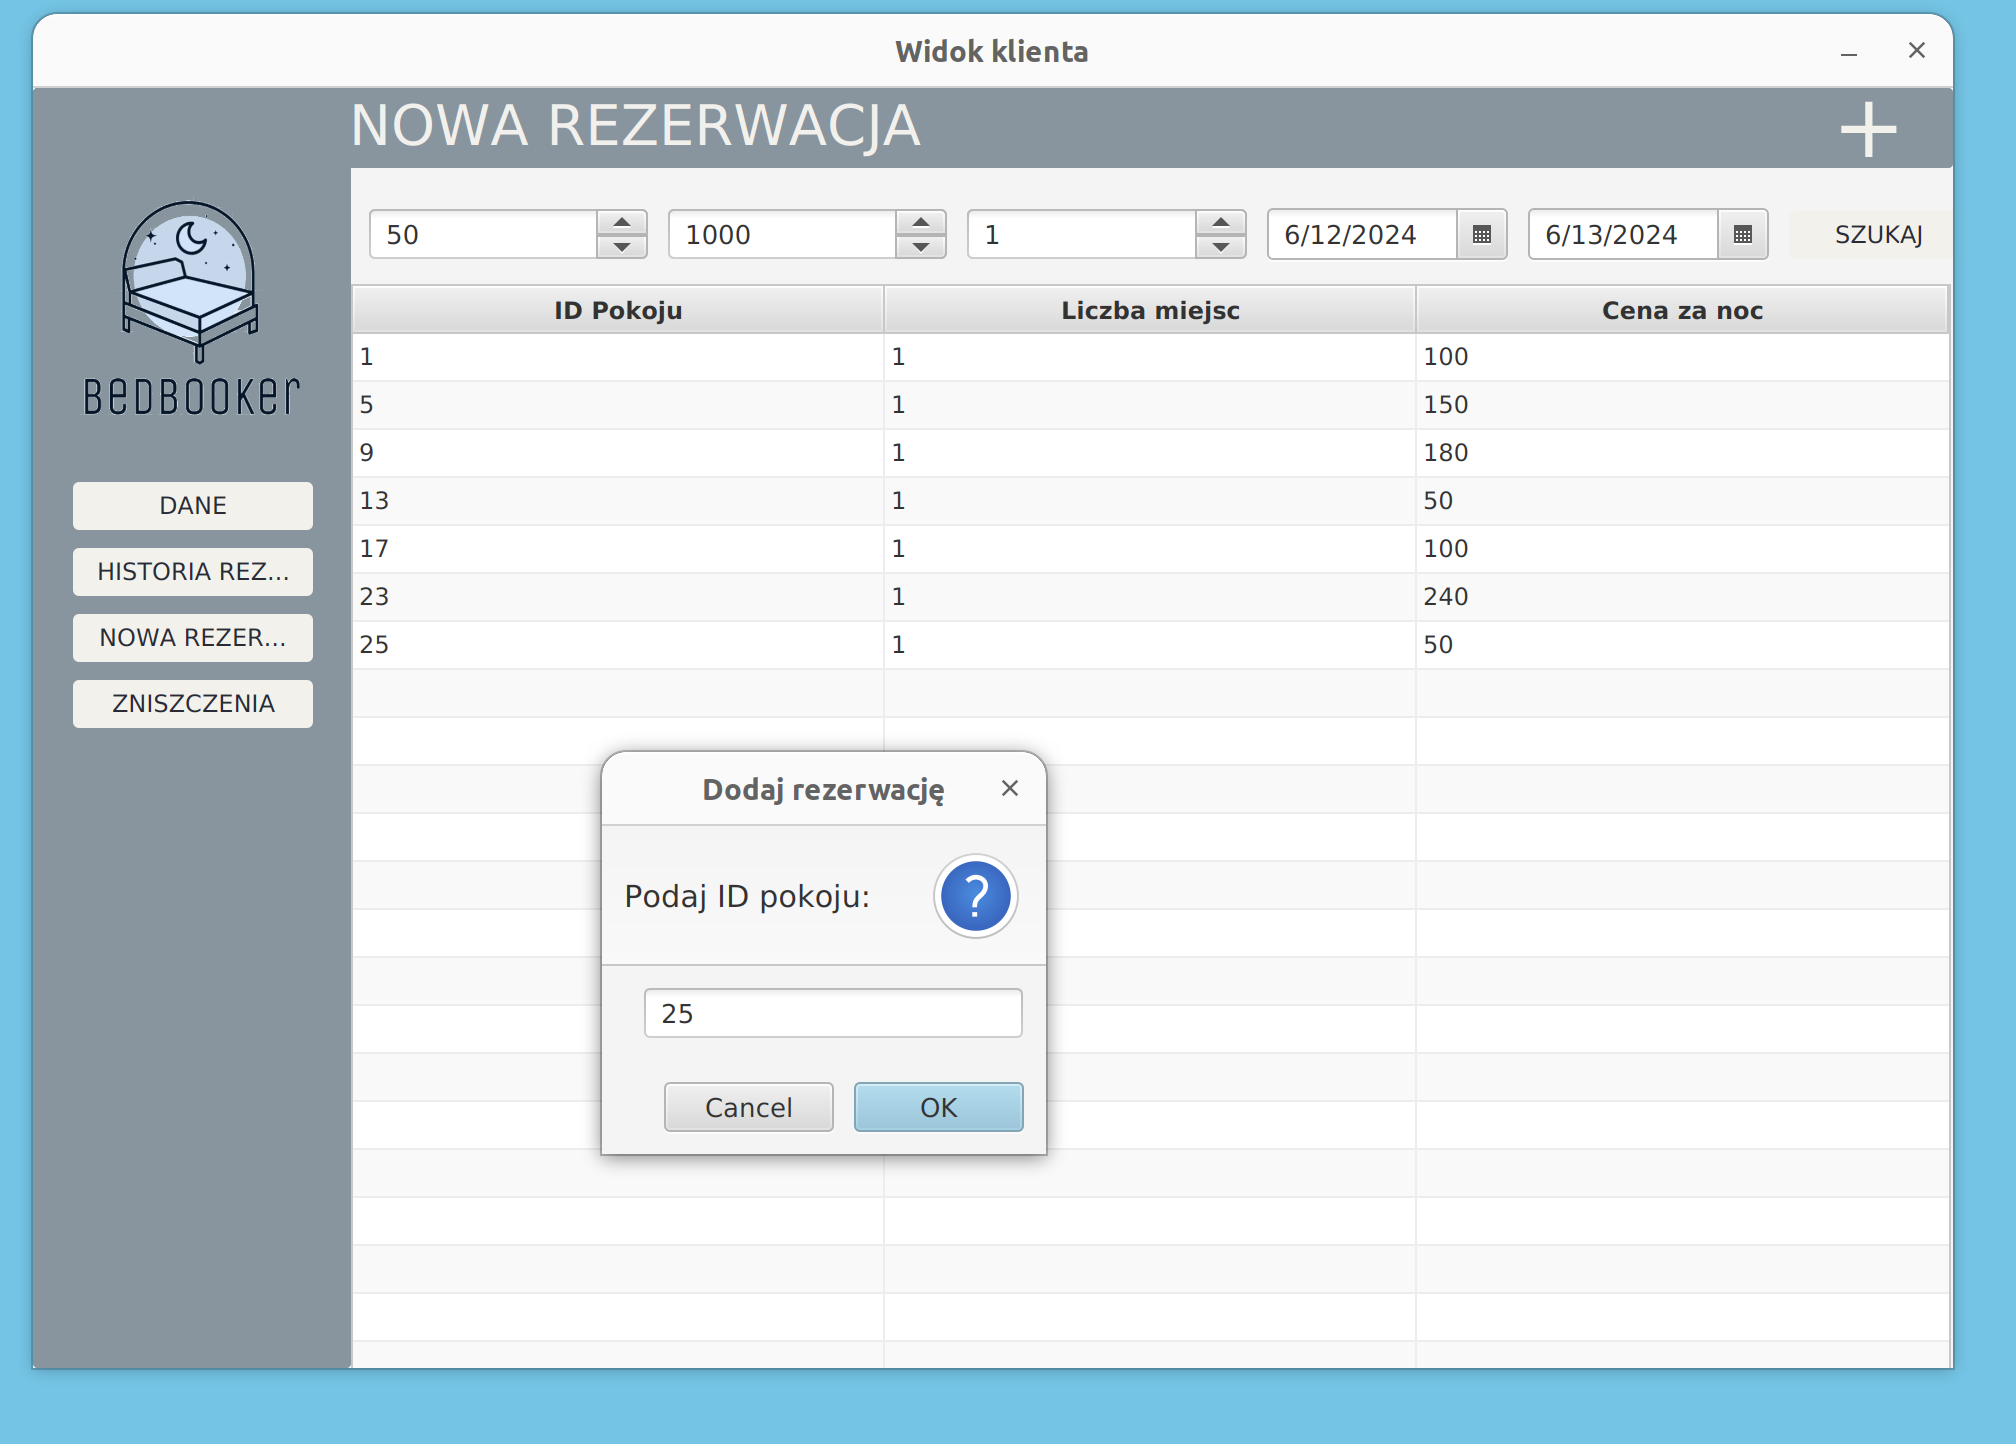 Widok klienta
NOWA REZERWACJA
BEDBOOKER
DANE
HISTORIA REZ...
NOWA REZER...
ZNISZCZENIA
50 1000 1 6/12/2024 6/13/2024 SZUKAJ
ID Pokoju Liczba miejsc Cena za noc
1 1 100
5 1 150
9 1 180
13 1 50
17 1 100
23 1 240
25 1 50
Dodaj rezerwację
Podaj ID pokoju:
?
25
Cancel OK